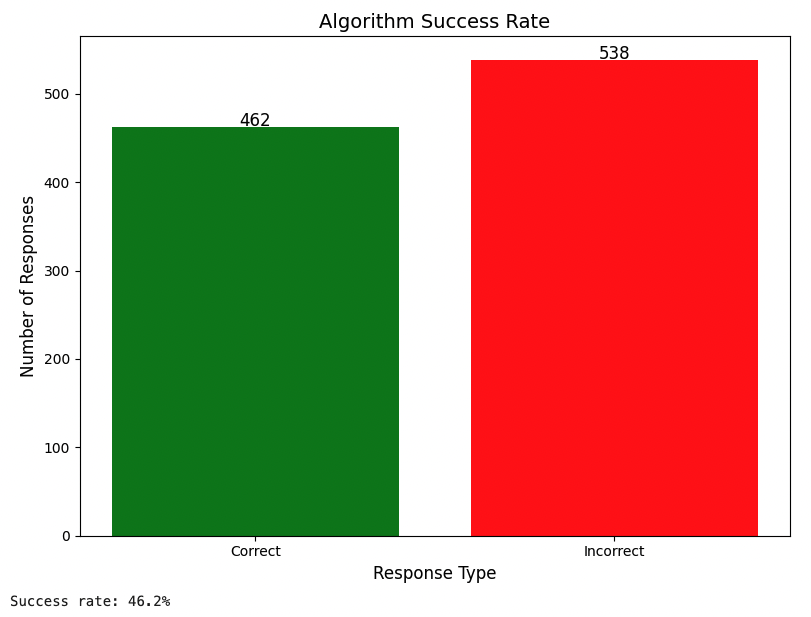 Algorithm Success Rate
538
462
500
400
300
200
100
0
Number of Responses
Correct Incorrect
Response Type
Success rate: 46.2%